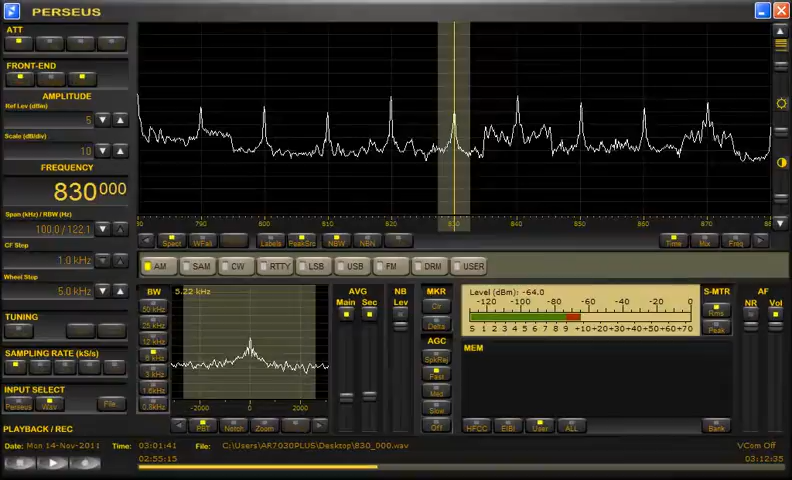 PERSEUS
ATT
FRONT-END
AMPLITUDE
Ref Lev (dBm)
5
Scale (dB/div)
10
FREQUENCY
830000
Span (kHz) / RBW (Hz)
100.0 / 122.1
CF Step
1.0 kHz
Wheel Step
5.0 kHz
TUNING
SAMPLING RATE (kS/s)
INPUT SELECT
Perseus Wav File
790 800 810 820 830 840 850 860 870
Spect WFall Labels PeakSrc NBW NBN Time Mix Freq
AM SAM CW RTTY LSB USB FM DRM USER
BW
50 kHz
25 kHz
12 kHz
6 kHz
3 kHz
1.6kHz
0.8kHz
5.22 kHz
-2000 0 2000
PBT Notch Zoom
AVG
Main Sec
NB
Lev
MKR
Clr
Delta
AGC
SpkRej
Fast
Med
Slow
Off
Level (dBm): -64.0
-120 -100 -80 -60 -40 -20 0
S 1 2 3 4 5 6 7 8 9 +10+20+30+40+50+60+70
S-MTR
Rms
Peak
AF
NR Vol
MEM
HFCC EIBI User ALL Bank
PLAYBACK / REC
Date: Mon 14-Nov-2011 Time: 03:01:41 File: C:\Users\AR7030PLUS\Desktop\830_000.wav VCom Off
02:55:15 03:12:35